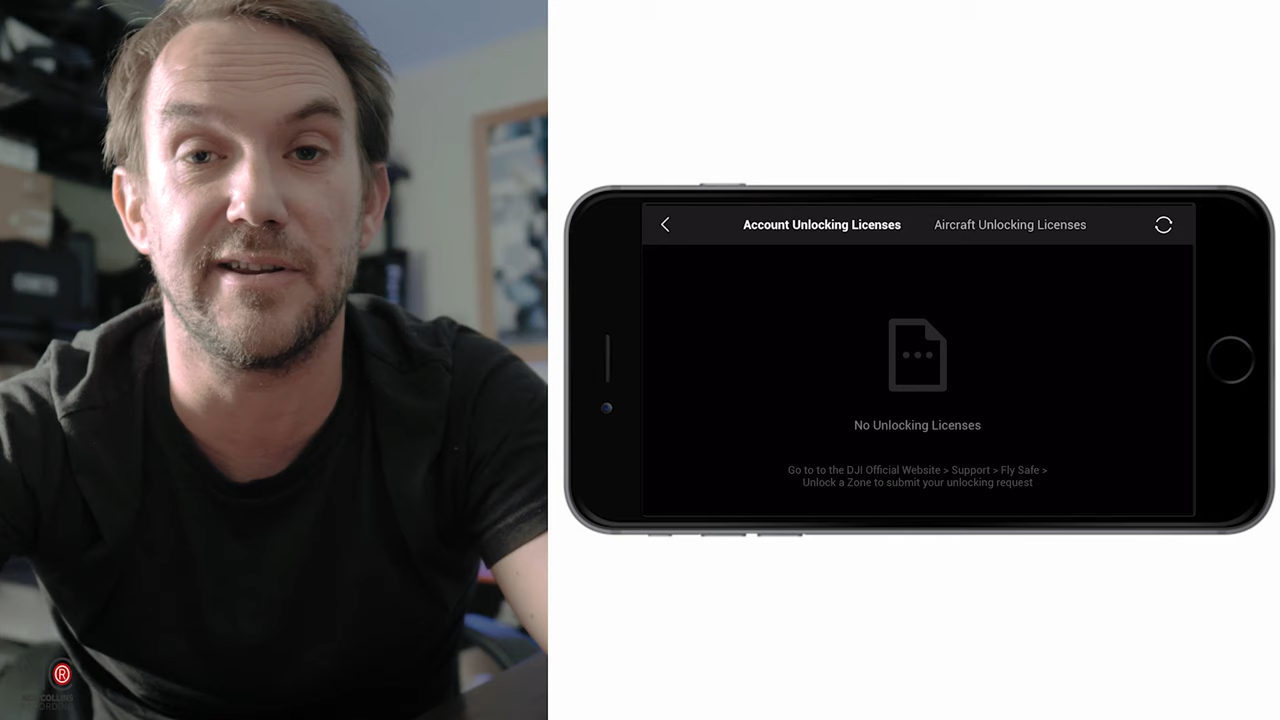 Account Unlocking Licenses
Aircraft Unlocking Licenses
No Unlocking Licenses
Go to to the DJI Official Website > Support > Fly Safe >
Unlock a Zone to submit your unlocking request
R
COLLINS